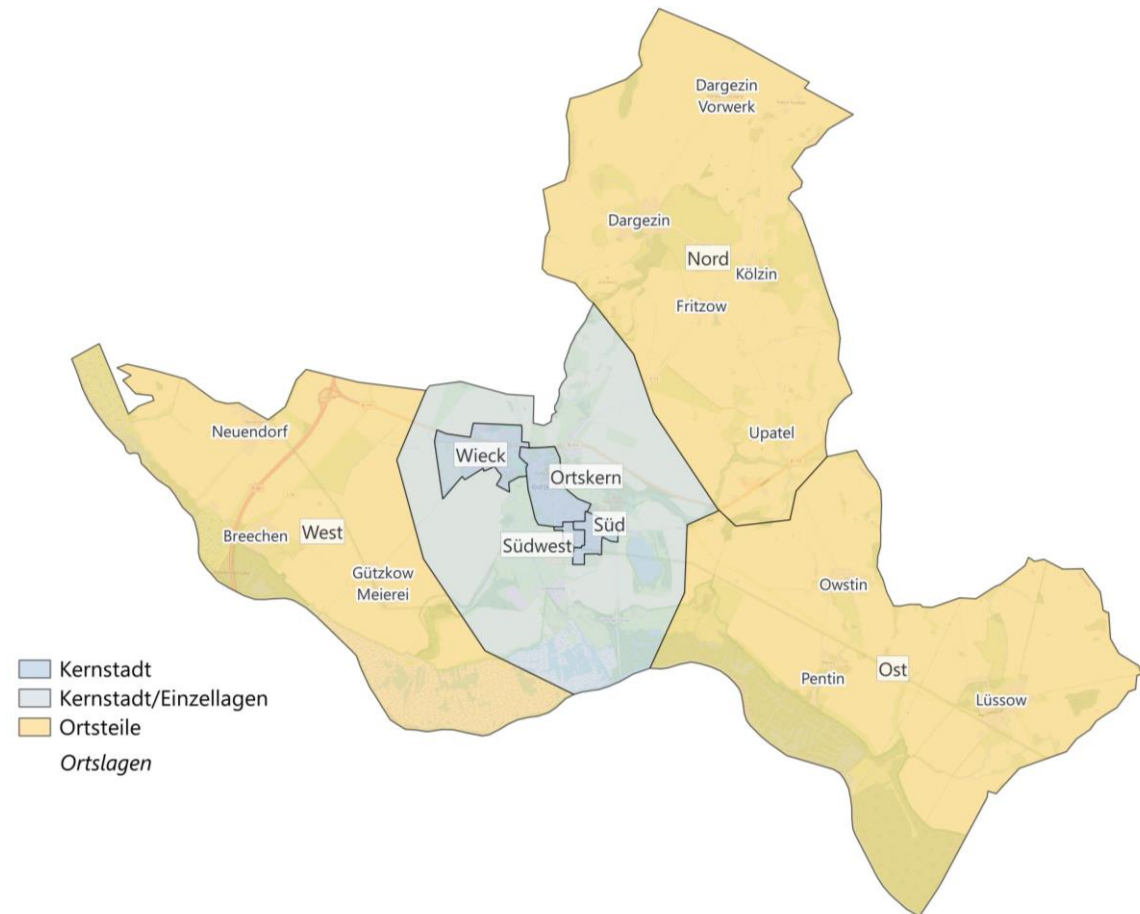 Dargezin
Vorwerk
Dargezin
Nord
Kölzin
Fritzow
Upatel
Neuendorf
Wieck
Ortskern
Breechen
West
Südwest
Süd
Gützkow
Meierei
Owstin
Pentin
Ost
Lüssow
Kernstadt
Kernstadt/Einzellagen
Ortsteile
Ortslagen